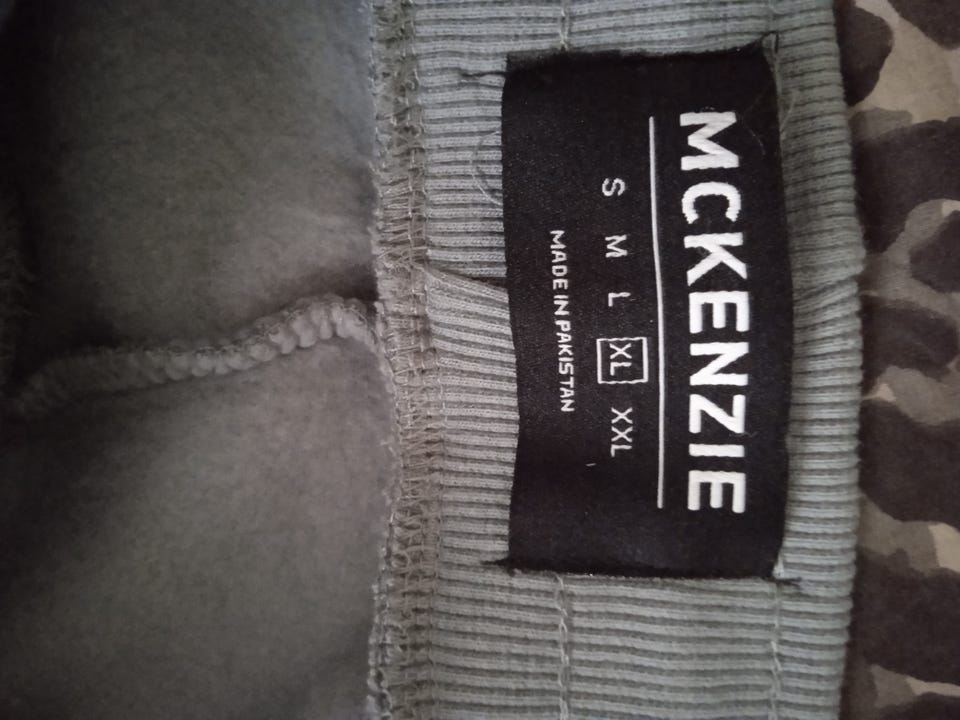 MCKENZIE
S M L XL XXL
MADE IN PAKISTAN